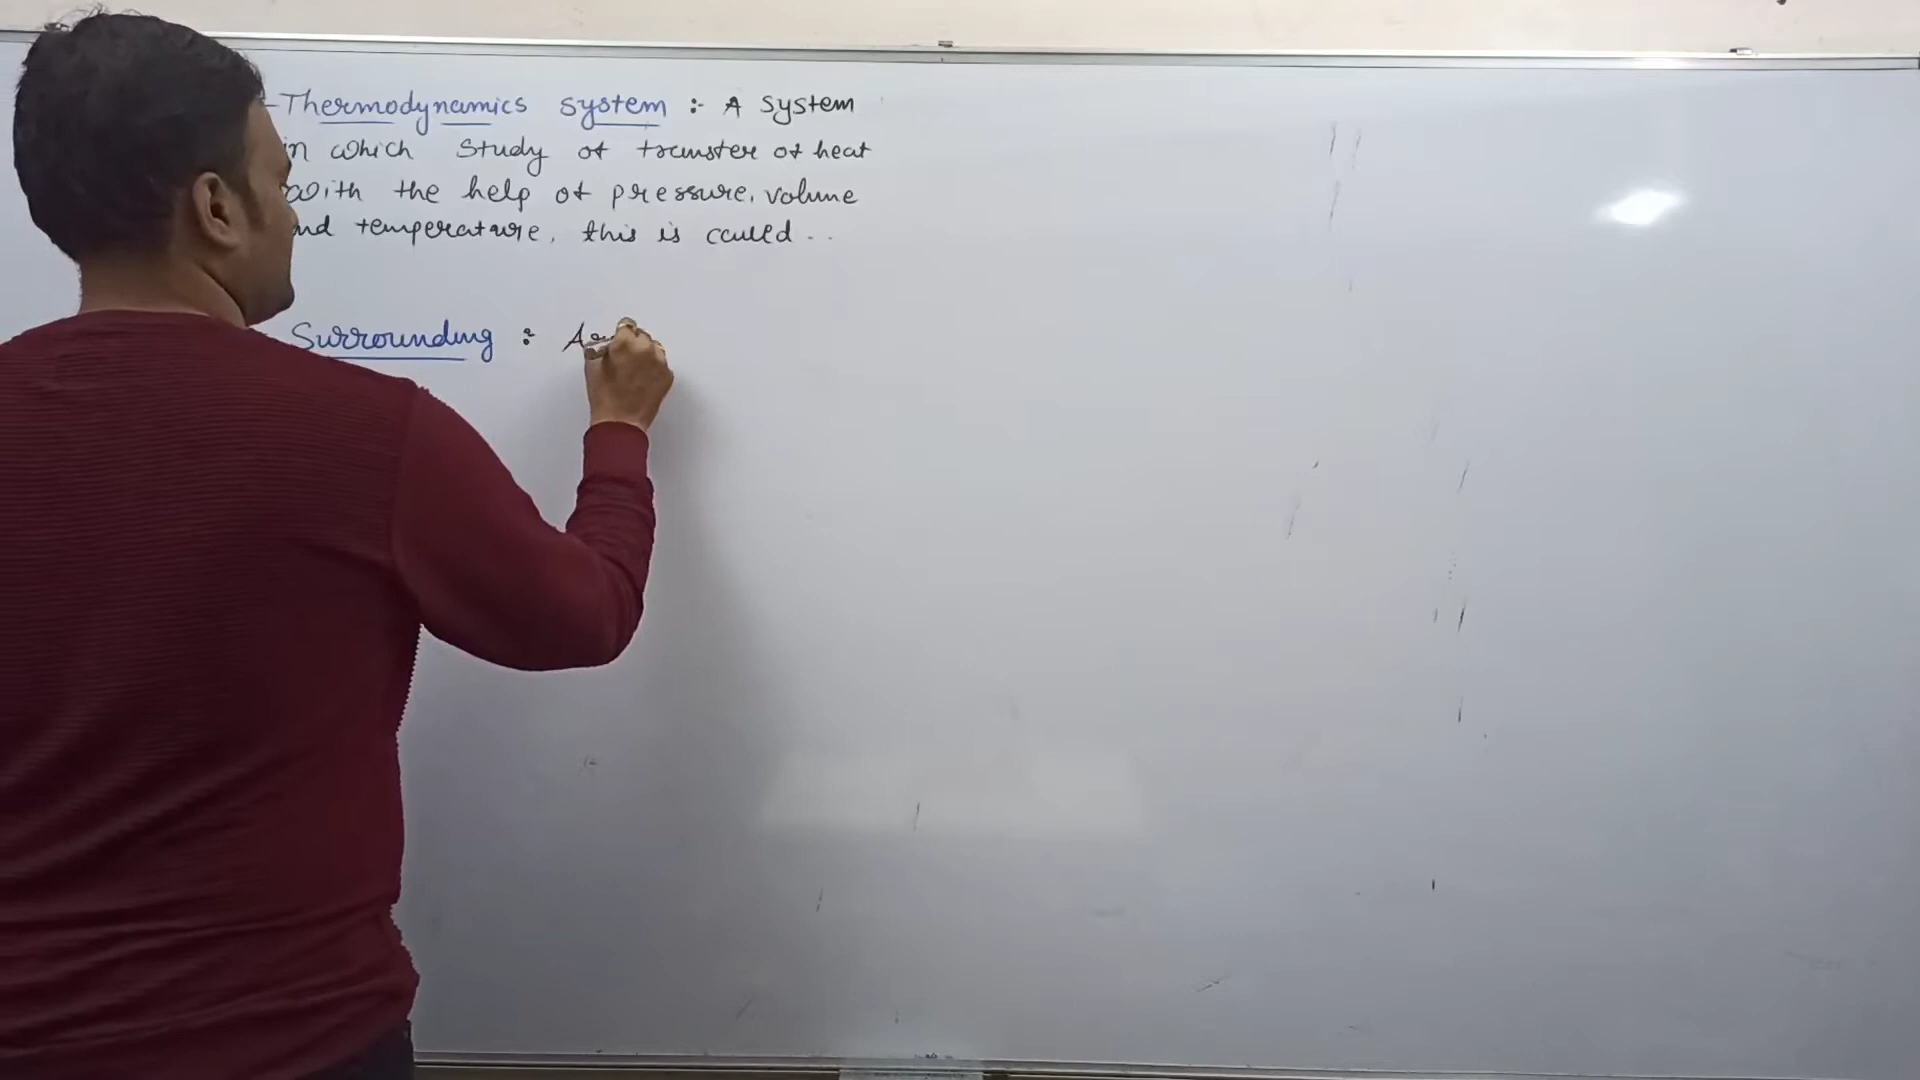 Thermodynamics system :- A system
in which study of transfer of heat
with the help of pressure, volume
and temperature, this is called ..
Surrounding :